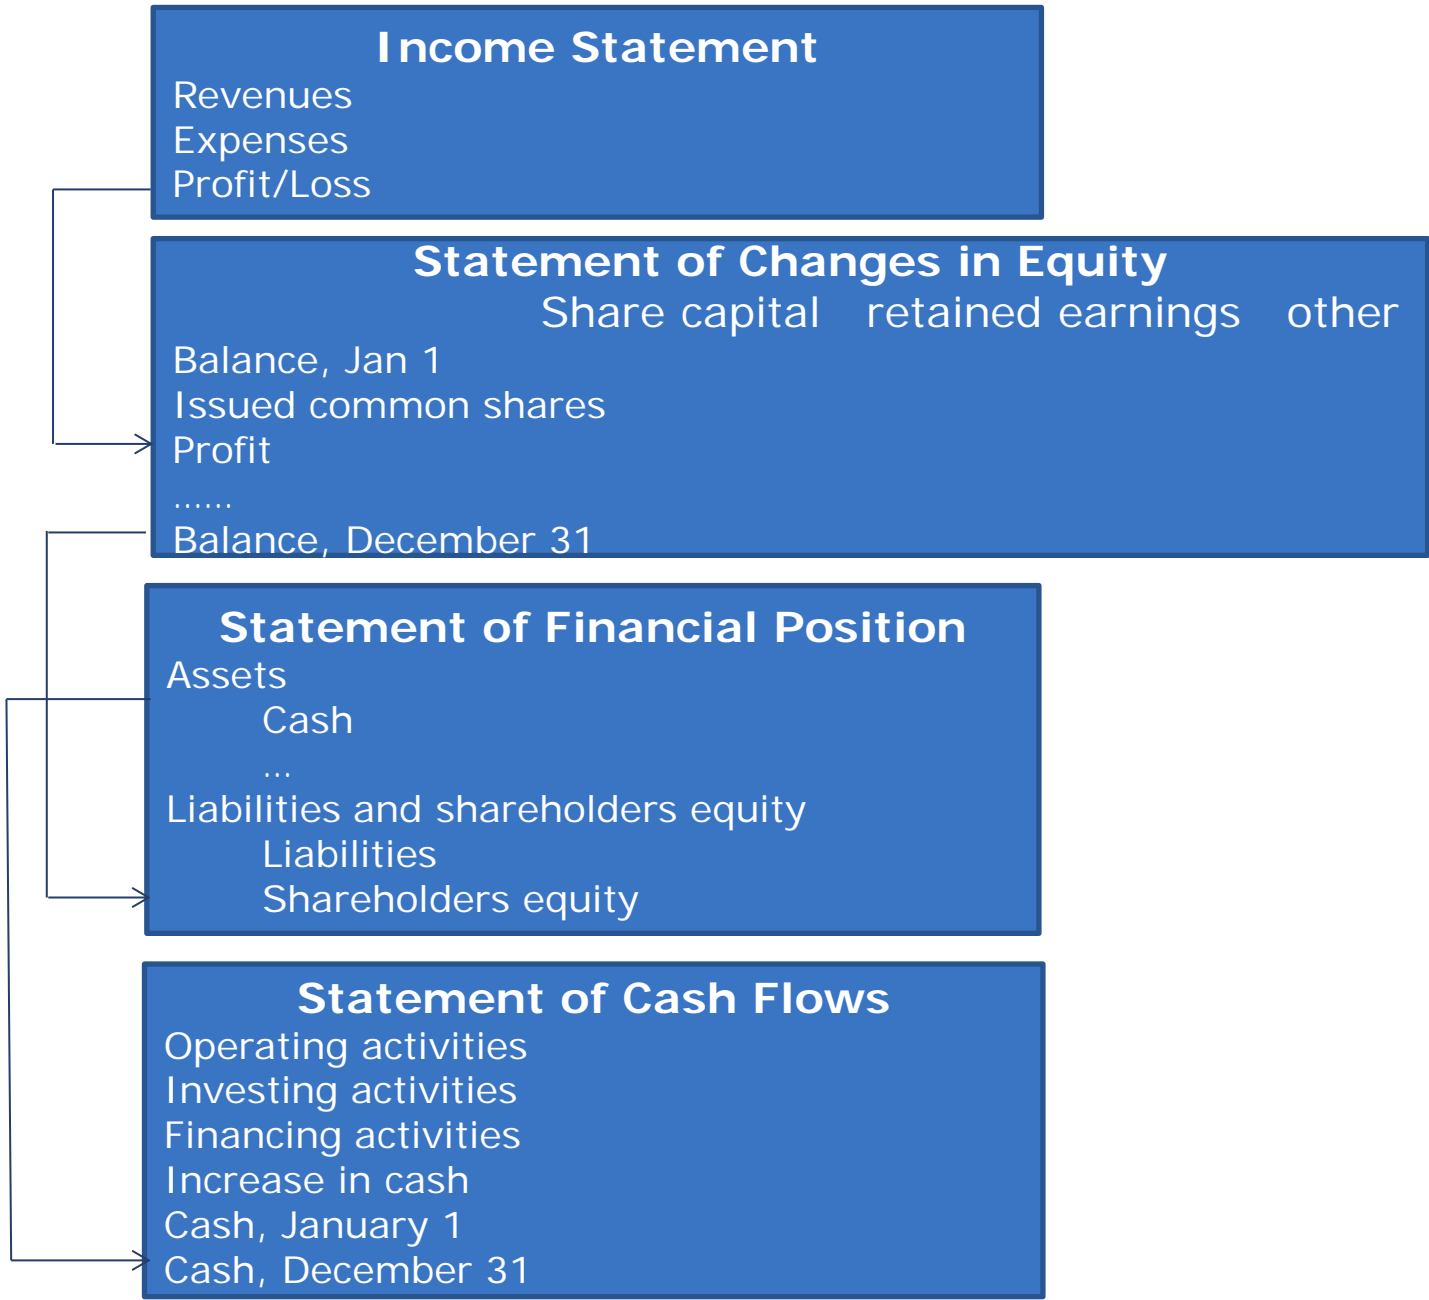 Income Statement
Revenues
Expenses
Profit/Loss
Statement of Changes in Equity
Share capital retained earnings other
Balance, Jan 1
Issued common shares
Profit
......
Balance, December 31
Statement of Financial Position
Assets
Cash
...
Liabilities and shareholders equity
Liabilities
Shareholders equity
Statement of Cash Flows
Operating activities
Investing activities
Financing activities
Increase in cash
Cash, January 1
Cash, December 31